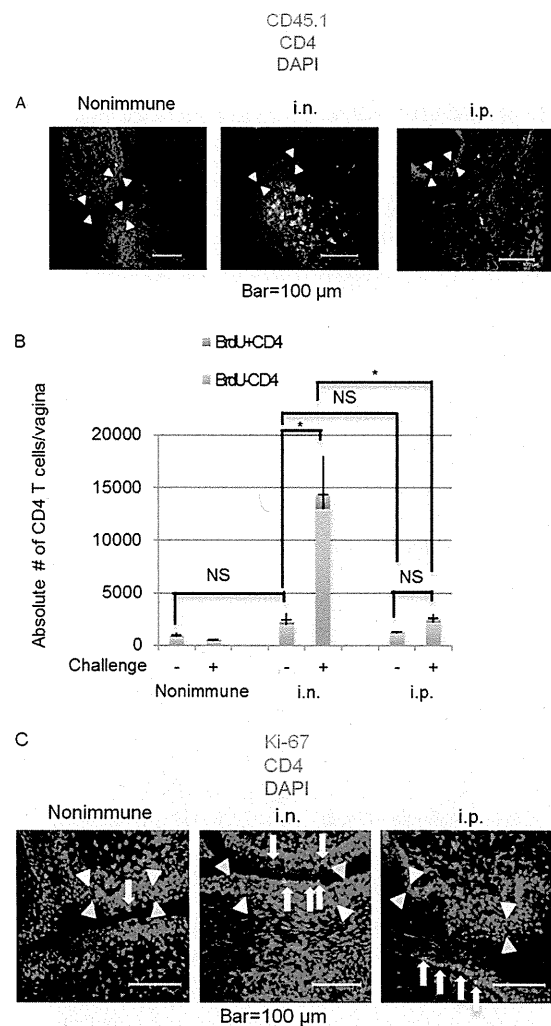 CD45.1
CD4
DAPI
A
Nonimmune i.n. i.p.
Bar=100 µm
B
BrdU+CD4
BrdU-CD4
*
NS
*
NS
NS
NS
Absolute # of CD4 T cells/vagina
20000
15000
10000
5000
0
Challenge - + - + - +
Nonimmune i.n. i.p.
C
Ki-67
CD4
DAPI
Nonimmune i.n. i.p.
Bar=100 µm